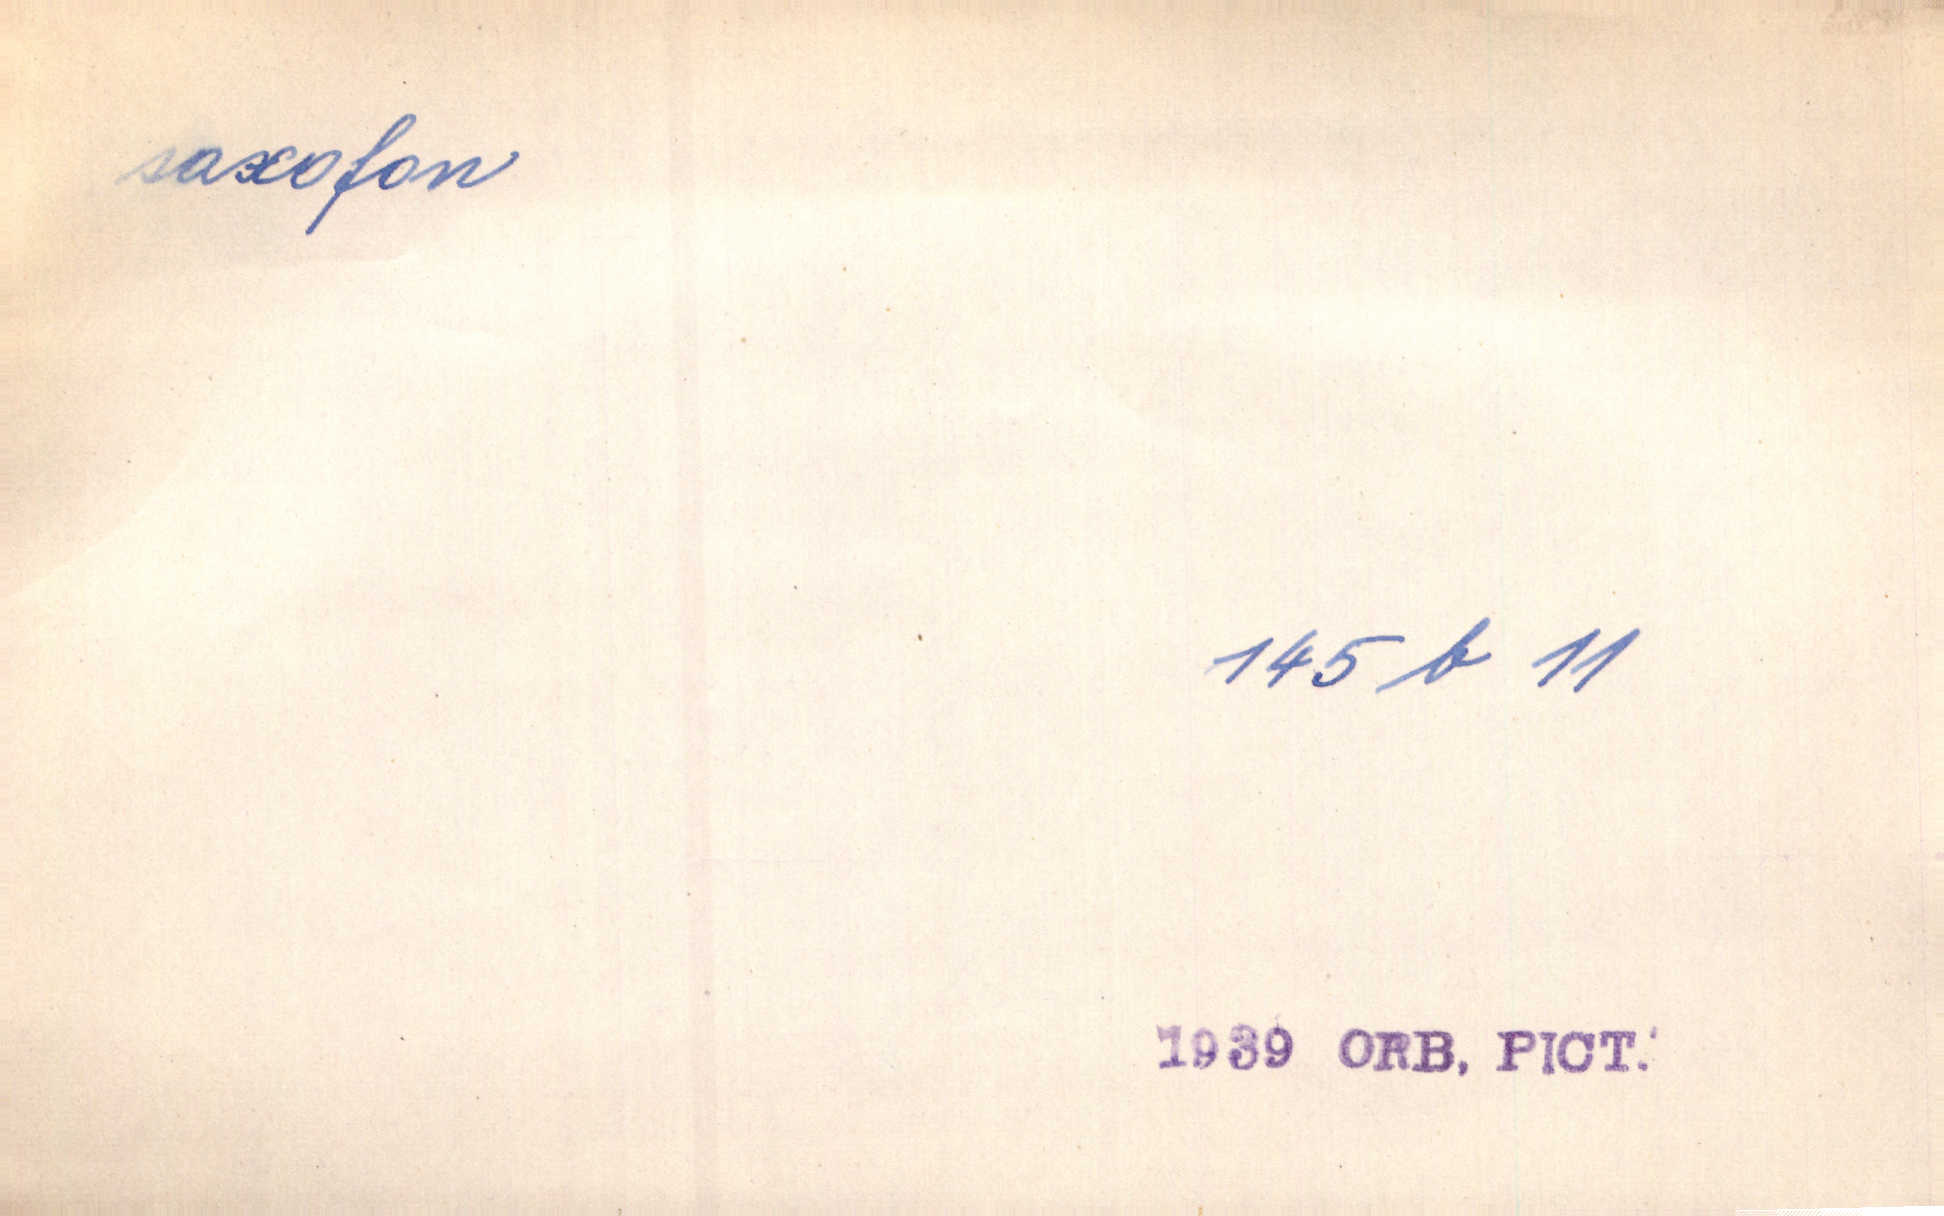 saxofon
145 b 11
1939 ORB. PICT.